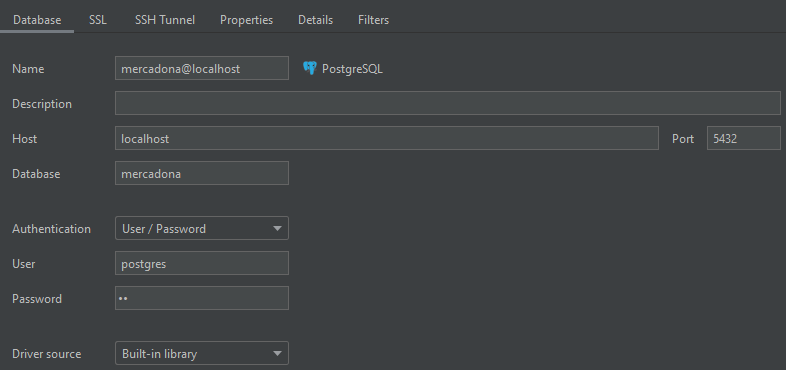 Database SSL SSH Tunnel Properties Details Filters
Name mercadona@localhost PostgreSQL
Description
Host localhost Port 5432
Database mercadona
Authentication User / Password
User postgres
Password ••
Driver source Built-in library